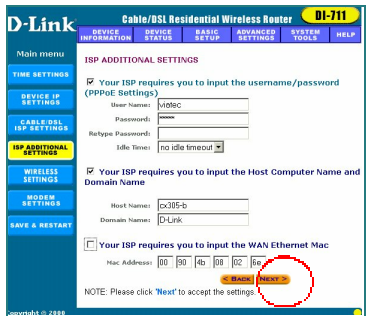 D-Link
Cable/DSL Residential Wireless Router DI-711
DEVICE INFORMATION
DEVICE STATUS
BASIC SETUP
ADVANCED SETTINGS
SYSTEM TOOLS
HELP
Main menu
TIME SETTINGS
DEVICE IP SETTINGS
CABLE/DSL ISP SETTINGS
ISP ADDITIONAL SETTINGS
WIRELESS SETTINGS
MODEM SETTINGS
SAVE & RESTART
ISP ADDITIONAL SETTINGS
Your ISP requires you to input the username/password
(PPPoE Settings)
User Name: viatec
Password: *****
Retype Password:
Idle Time: no idle timeout
Your ISP requires you to input the Host Computer Name and
Domain Name
Host Name: cx305-b
Domain Name: D-Link
Your ISP requires you to input the WAN Ethernet Mac
Mac Address: 00 90 4b 08 02 6e
< BACK NEXT >
NOTE: Please click 'Next' to accept the settings.
Copyright © 2000